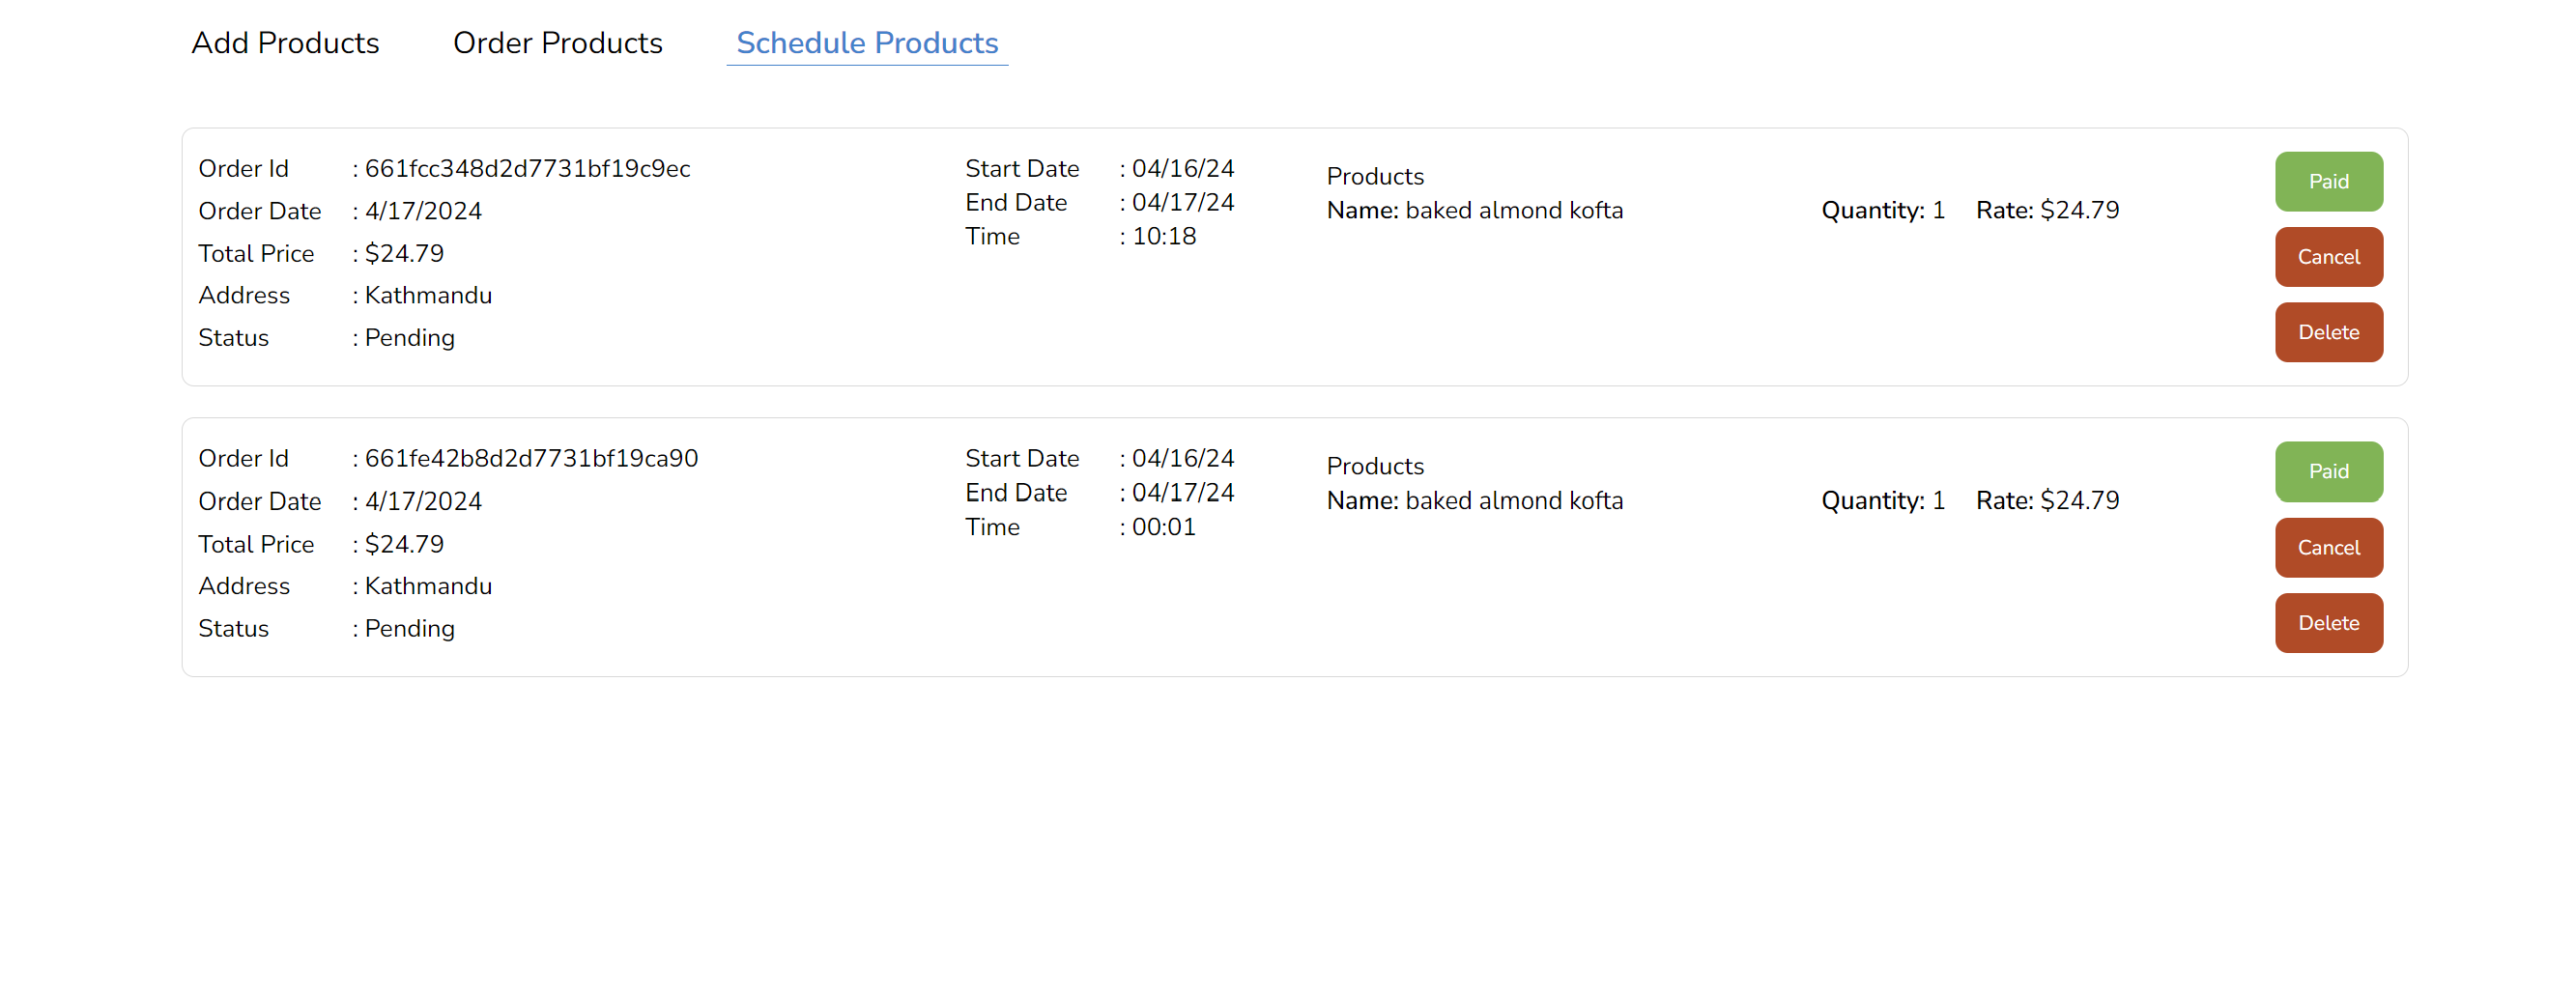 Add Products Order Products Schedule Products
Order Id : 661fcc348d2d7731bf19c9ec
Order Date : 4/17/2024
Total Price : $24.79
Address : Kathmandu
Status : Pending
Start Date : 04/16/24
End Date : 04/17/24
Time : 10:18
Products
Name: baked almond kofta Quantity: 1 Rate: $24.79
Paid
Cancel
Delete
Order Id : 661fe42b8d2d7731bf19ca90
Order Date : 4/17/2024
Total Price : $24.79
Address : Kathmandu
Status : Pending
Start Date : 04/16/24
End Date : 04/17/24
Time : 00:01
Products
Name: baked almond kofta Quantity: 1 Rate: $24.79
Paid
Cancel
Delete